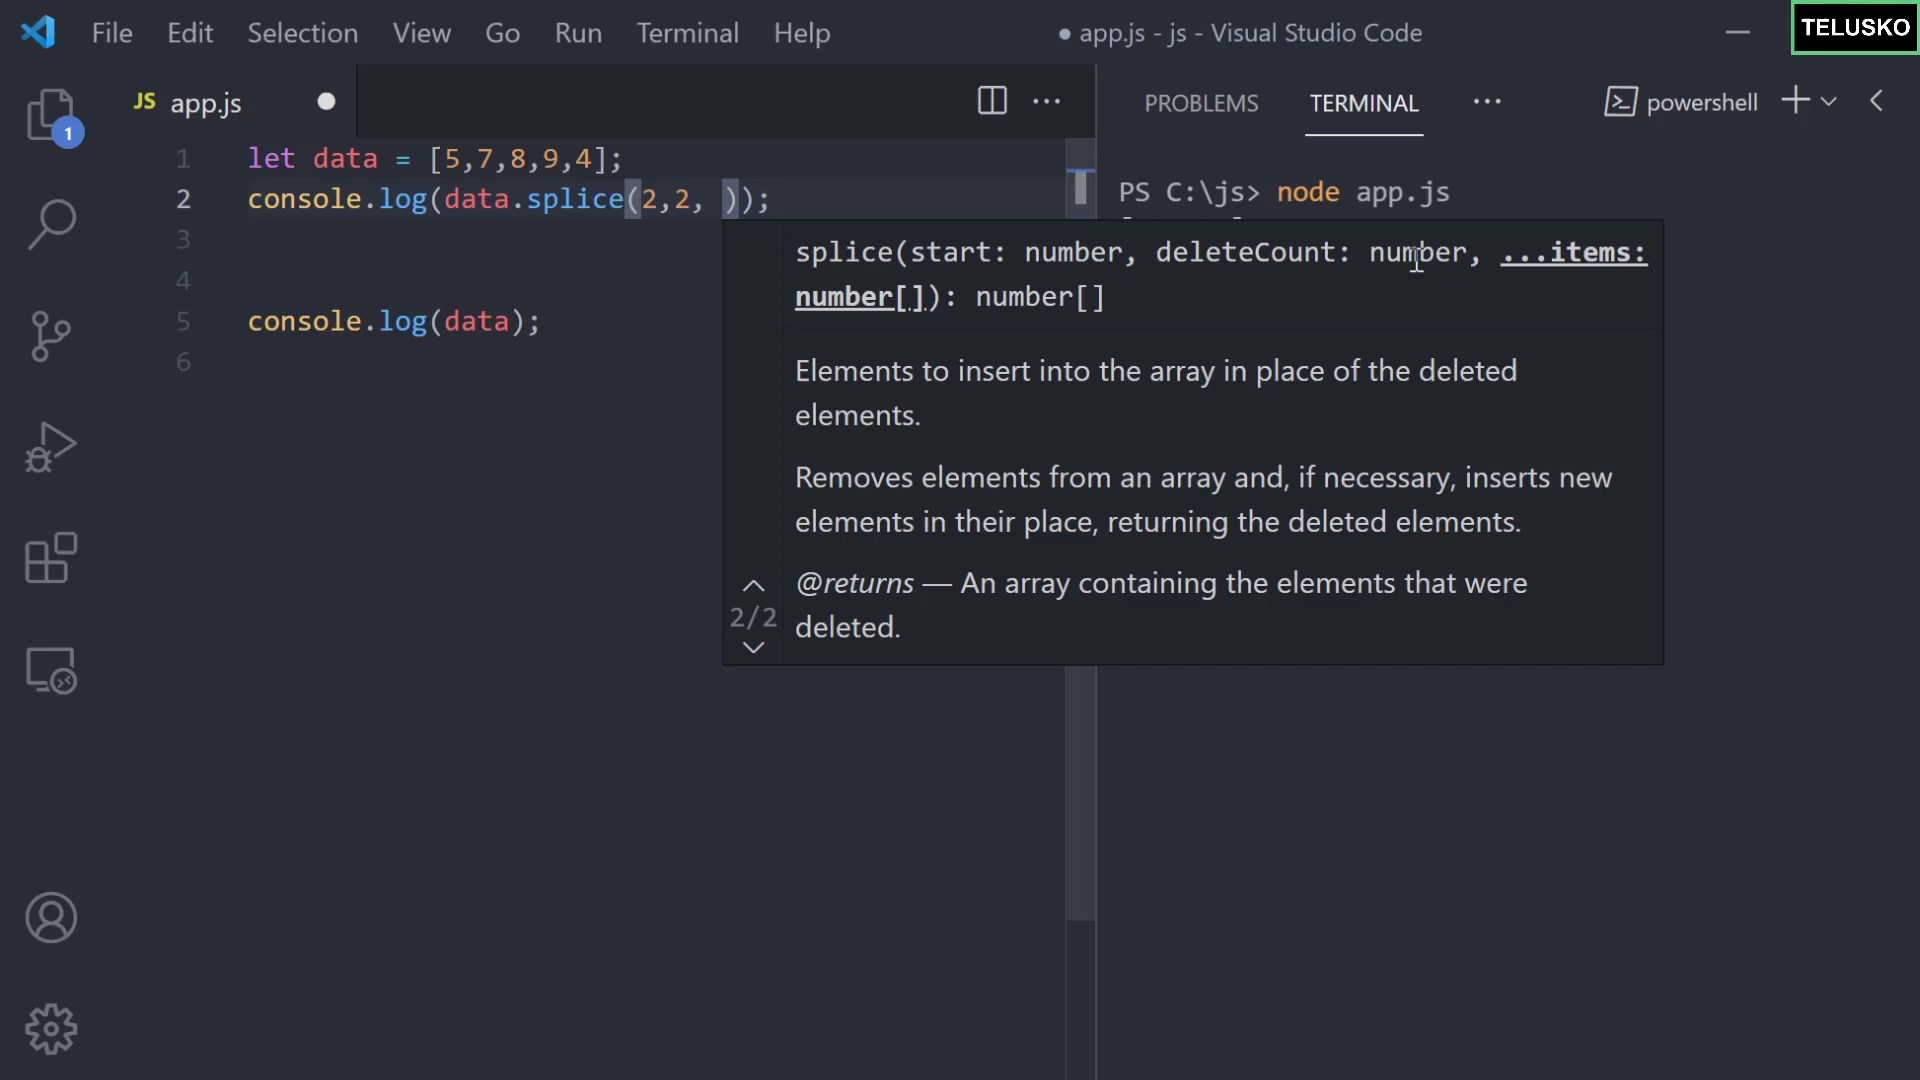 File Edit Selection View Go Run Terminal Help ● app.js - js - Visual Studio Code TELUSKO
JS app.js PROBLEMS TERMINAL ... powershell
1 let data = [5,7,8,9,4];
2 console.log(data.splice(2,2, ));
3
4
5 console.log(data);
6
PS C:\js> node app.js
splice(start: number, deleteCount: number, ...items:
number[]): number[]
Elements to insert into the array in place of the deleted
elements.
Removes elements from an array and, if necessary, inserts new
elements in their place, returning the deleted elements.
@returns — An array containing the elements that were
deleted.
2/2
1